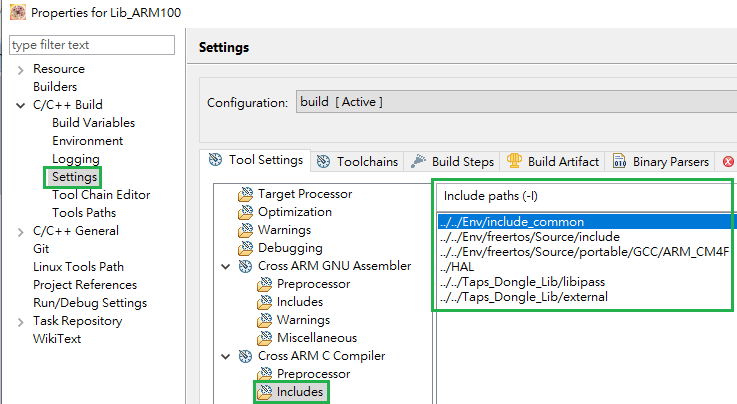 Properties for Lib_ARM100
type filter text
Resource
Builders
C/C++ Build
Build Variables
Environment
Logging
Settings
Tool Chain Editor
Tools Paths
C/C++ General
Git
Linux Tools Path
Project References
Run/Debug Settings
Task Repository
WikiText
Settings
Configuration: build [ Active ]
Tool Settings Toolchains Build Steps Build Artifact Binary Parsers
Target Processor
Optimization
Warnings
Debugging
Cross ARM GNU Assembler
Preprocessor
Includes
Warnings
Miscellaneous
Cross ARM C Compiler
Preprocessor
Includes
Include paths (-I)
../../Env/include_common
../../Env/freertos/Source/include
../../Env/freertos/Source/portable/GCC/ARM_CM4F
../HAL
../../Taps_Dongle_Lib/libipass
../../Taps_Dongle_Lib/external